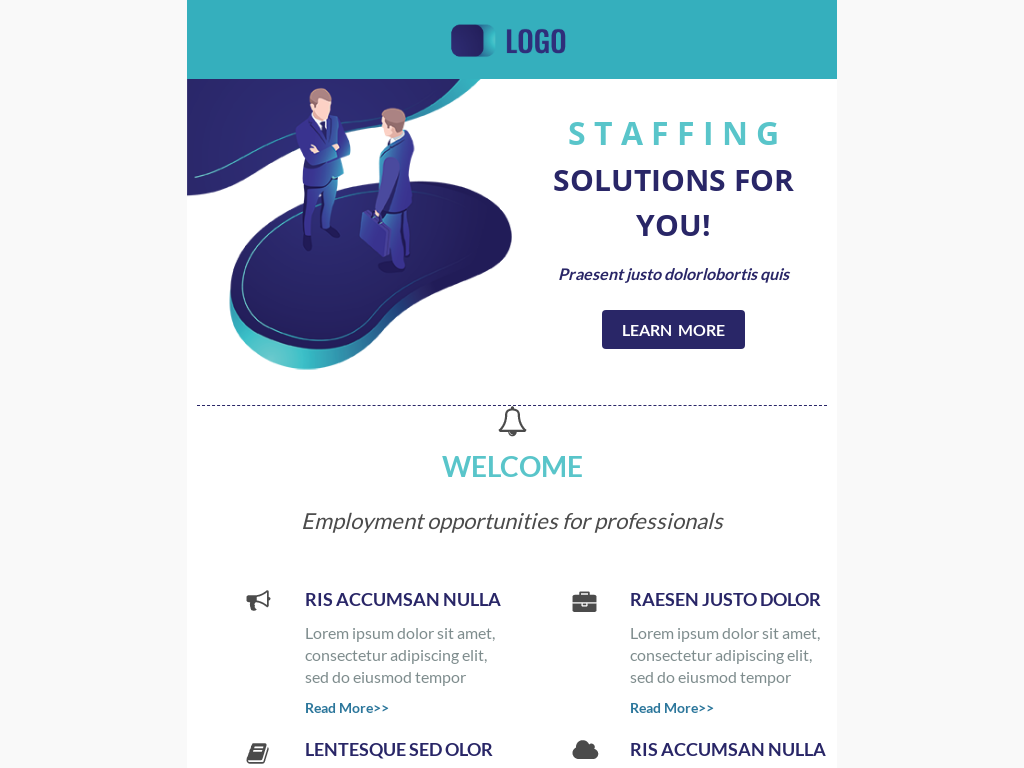 LOGO
STAFFING
SOLUTIONS FOR
YOU!
Praesent justo dolorlobortis quis
LEARN MORE
WELCOME
Employment opportunities for professionals
RIS ACCUMSAN NULLA
Lorem ipsum dolor sit amet,
consectetur adipiscing elit,
sed do eiusmod tempor
Read More>>
RAESEN JUSTO DOLOR
Lorem ipsum dolor sit amet,
consectetur adipiscing elit,
sed do eiusmod tempor
Read More>>
LENTESQUE SED OLOR
RIS ACCUMSAN NULLA